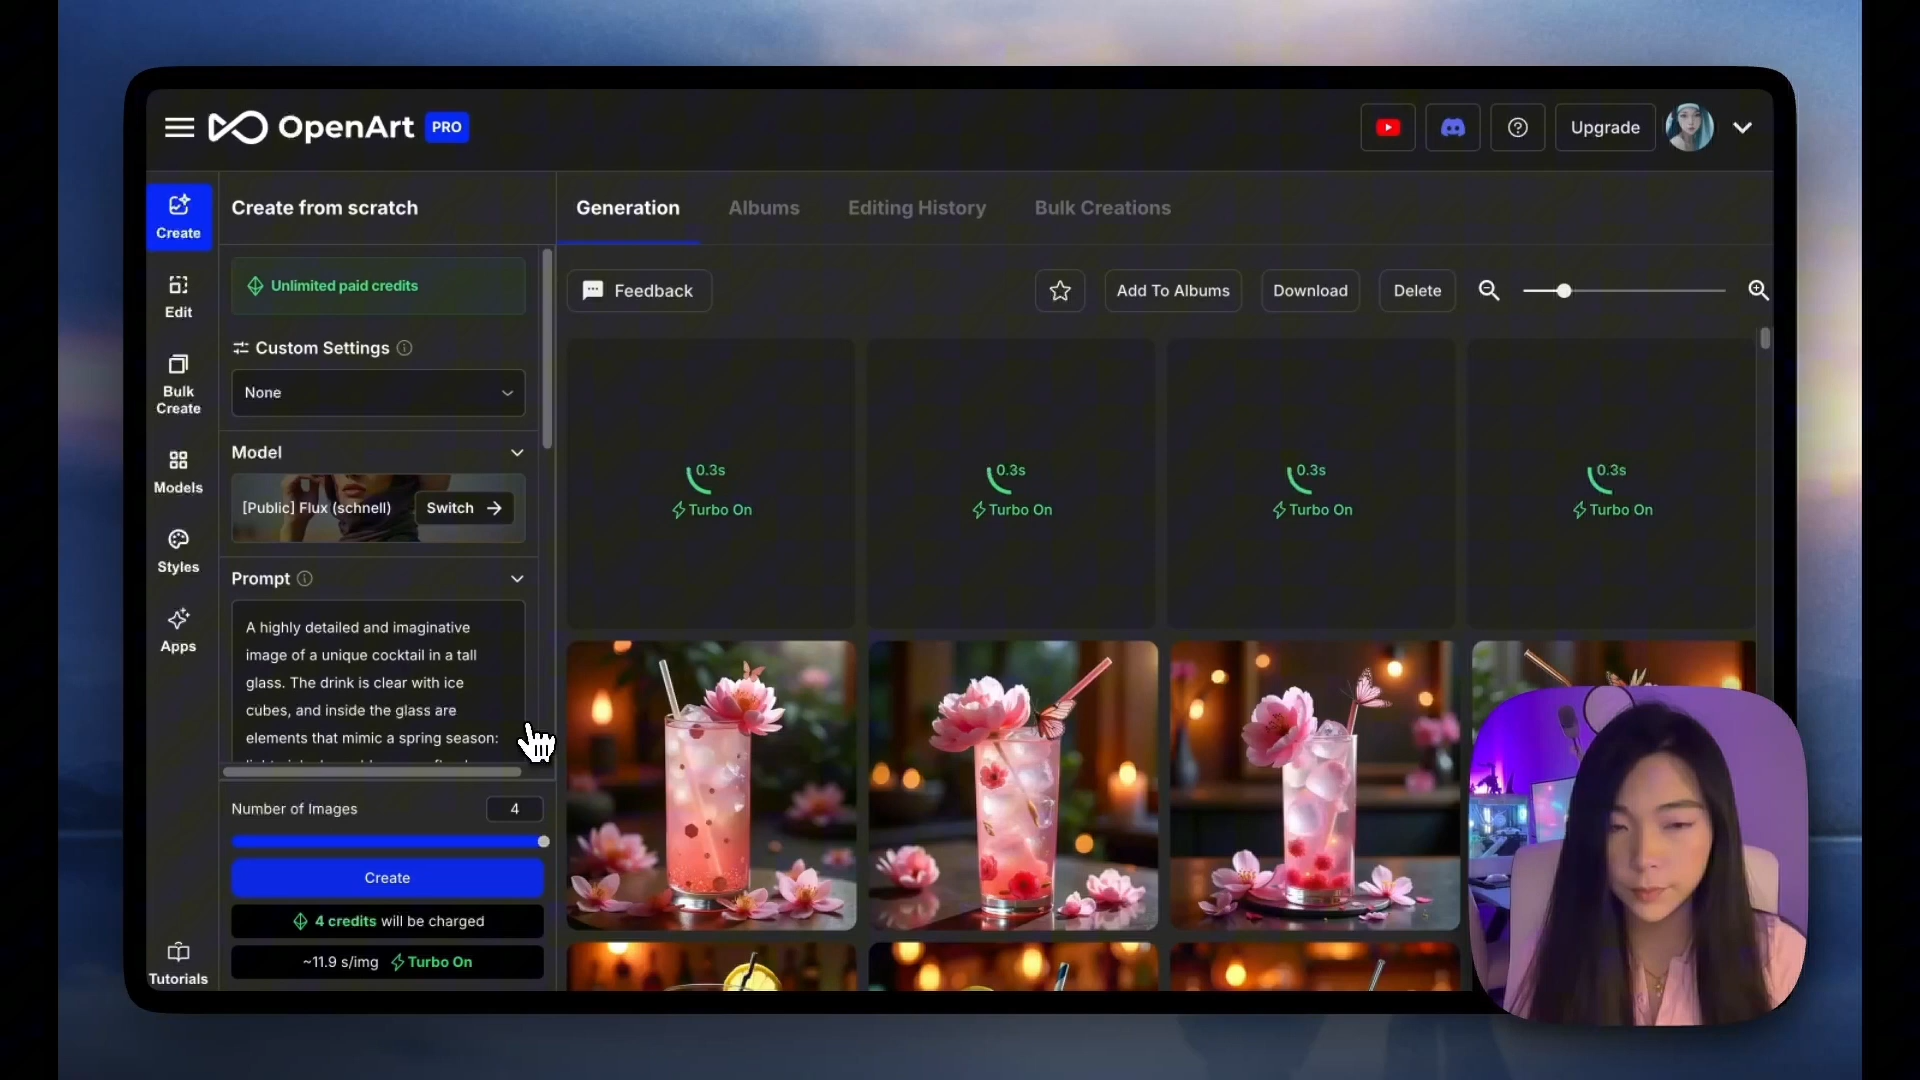 OpenArt PRO
Upgrade
Create
Edit
Bulk
Create
Models
Styles
Apps
Tutorials
Create from scratch
Unlimited paid credits
Custom Settings
None
Model
[Public] Flux (schnell)
Switch
Prompt
A highly detailed and imaginative
image of a unique cocktail in a tall
glass. The drink is clear with ice
cubes, and inside the glass are
elements that mimic a spring season:
Number of Images
4
Create
4 credits will be charged
~11.9 s/img Turbo On
Generation
Albums
Editing History
Bulk Creations
Feedback
Add To Albums
Download
Delete
0.3s
Turbo On
0.3s
Turbo On
0.3s
Turbo On
0.3s
Turbo On